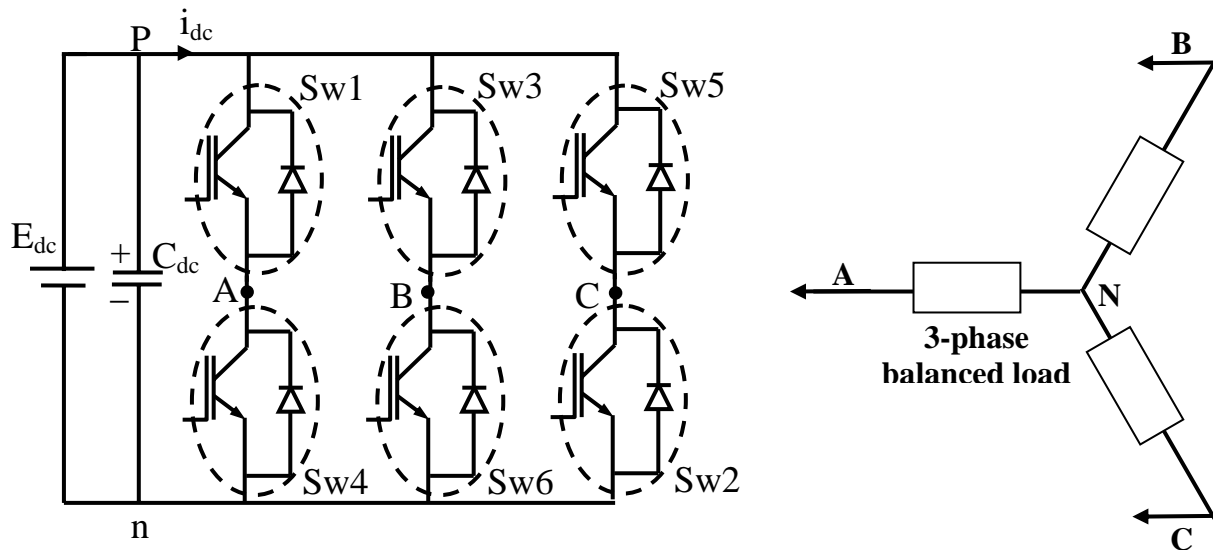 P
i_dc
Sw1
Sw3
Sw5
E_dc
+
C_dc
−
A
B
C
Sw4
Sw6
Sw2
n
B
A
N
3-phase
balanced load
C